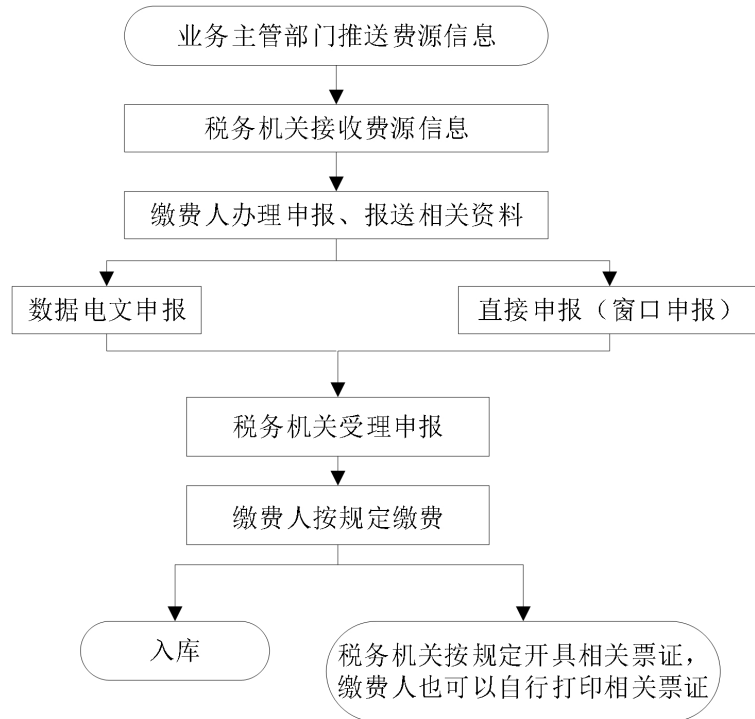 业务主管部门推送费源信息
税务机关接收费源信息
缴费人办理申报、报送相关资料
数据电文申报
直接申报（窗口申报）
税务机关受理申报
缴费人按规定缴费
入库
税务机关按规定开具相关票证，
缴费人也可以自行打印相关票证